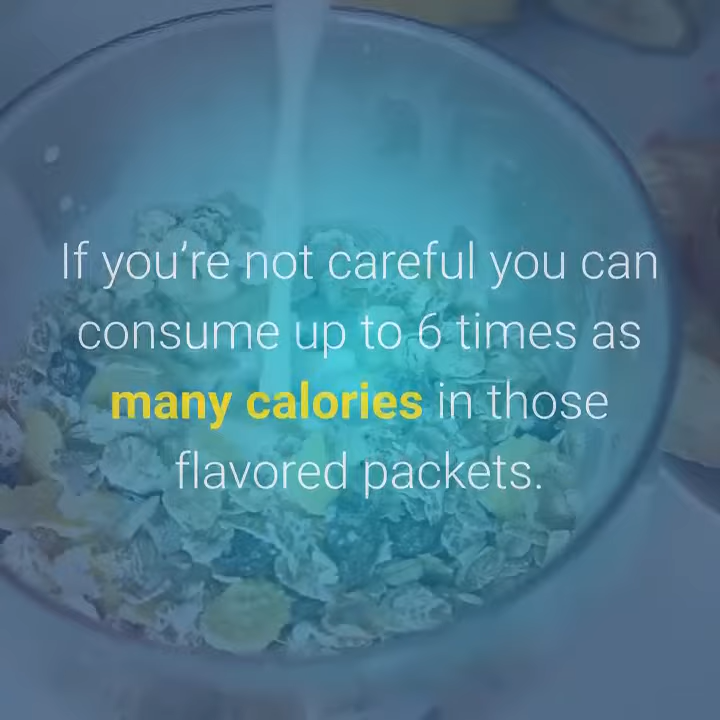 If you’re not careful you can
consume up to 6 times as
many calories in those
flavored packets.